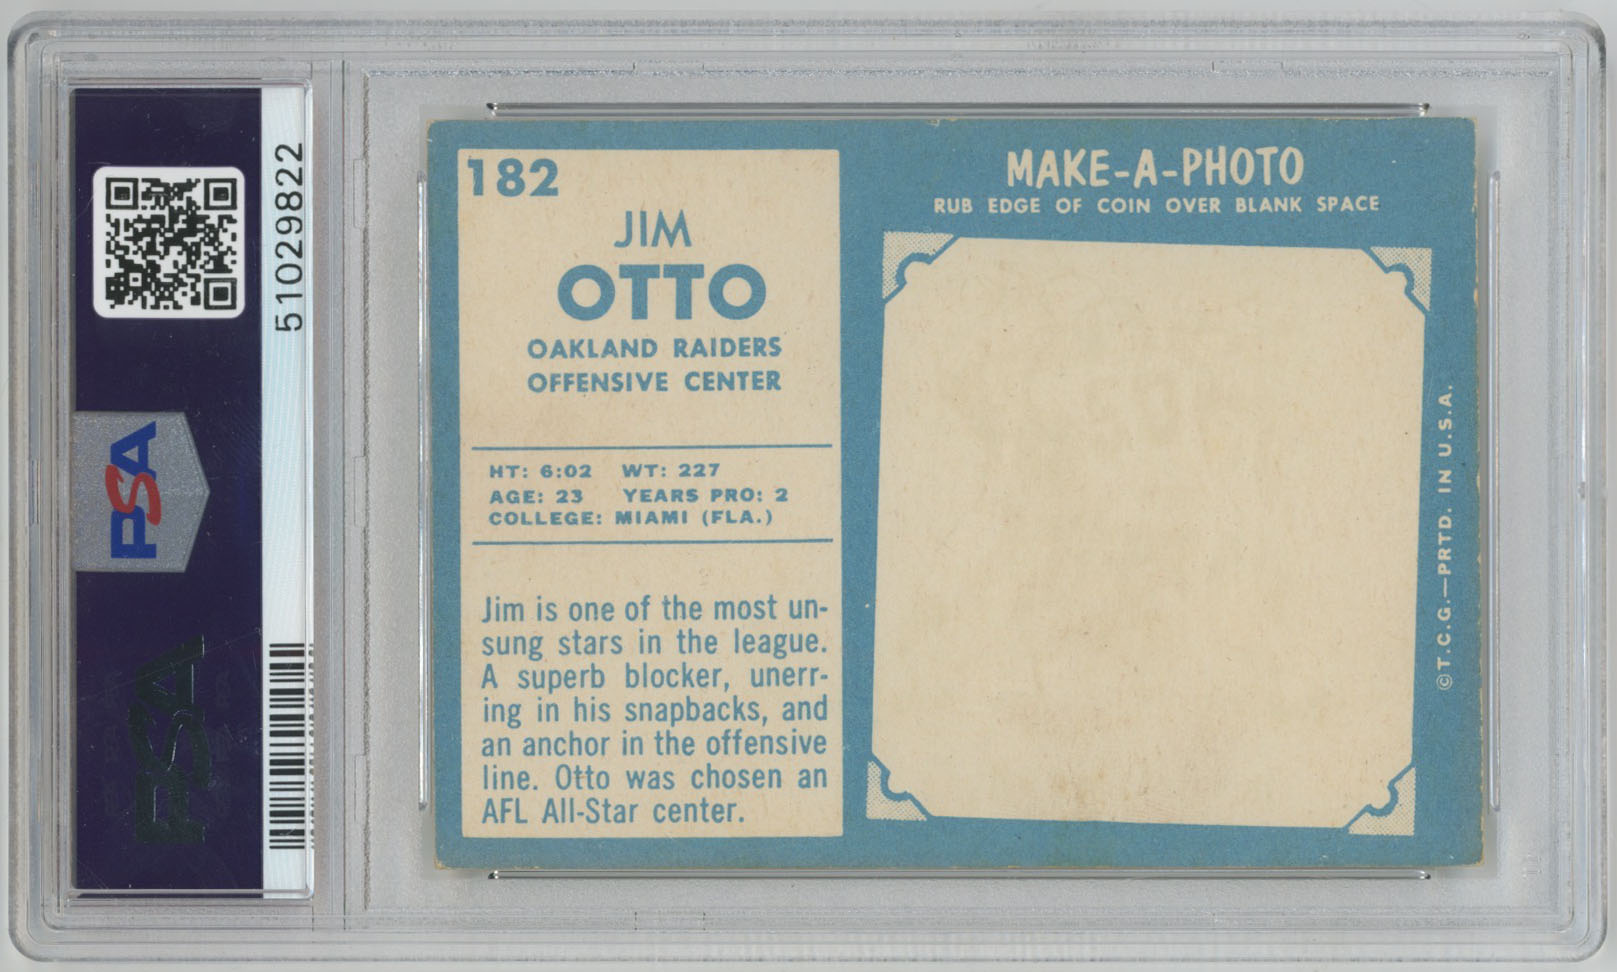 51029822
PSA
PSA
182
JIM
OTTO
OAKLAND RAIDERS
OFFENSIVE CENTER
HT: 6:02 WT: 227
AGE: 23 YEARS PRO: 2
COLLEGE: MIAMI (FLA.)
Jim is one of the most un-
sung stars in the league.
A superb blocker, unerr-
ing in his snapbacks, and
an anchor in the offensive
line. Otto was chosen an
AFL All-Star center.
MAKE-A-PHOTO
RUB EDGE OF COIN OVER BLANK SPACE
©T.C.G.—PRTD. IN U.S.A.